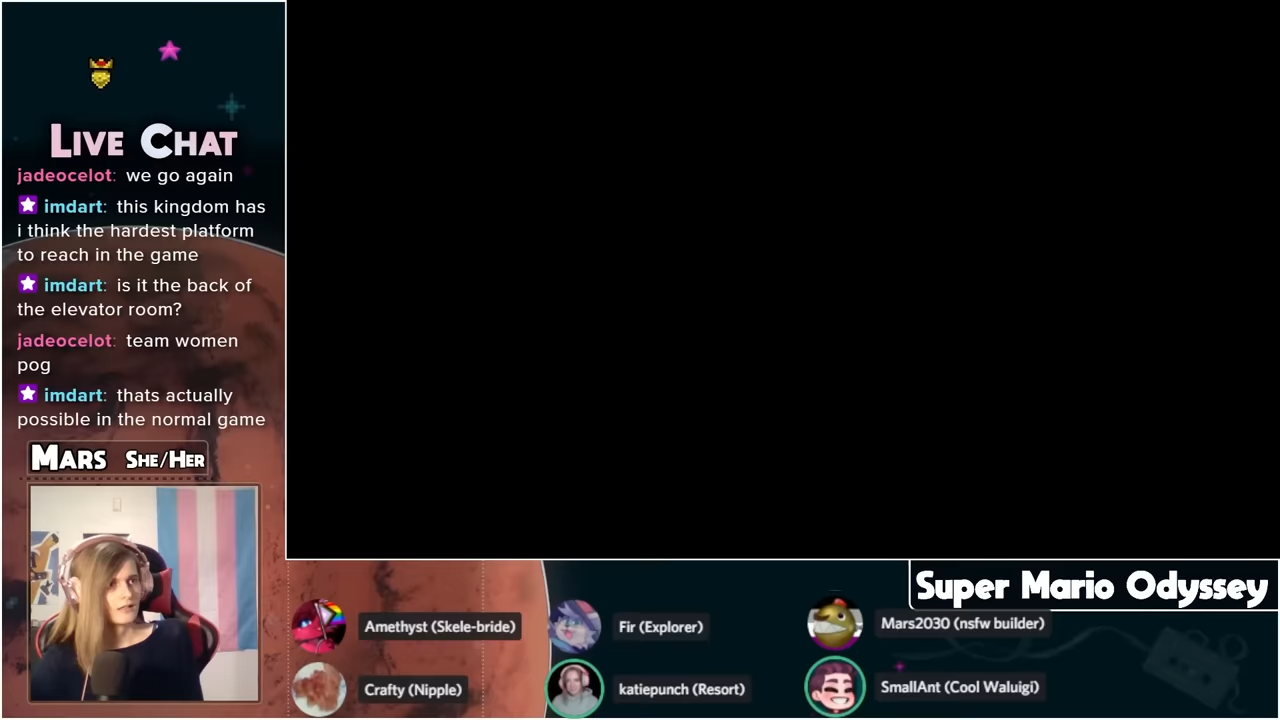 LIVE CHAT
jadeocelot: we go again
imdart: this kingdom has
i think the hardest platform
to reach in the game
imdart: is it the back of
the elevator room?
jadeocelot: team women
pog
imdart: thats actually
possible in the normal game
MARS SHE/HER
Super Mario Odyssey
Amethyst (Skele-bride)
Fir (Explorer)
Mars2030 (nsfw builder)
Crafty (Nipple)
katiepunch (Resort)
SmallAnt (Cool Waluigi)